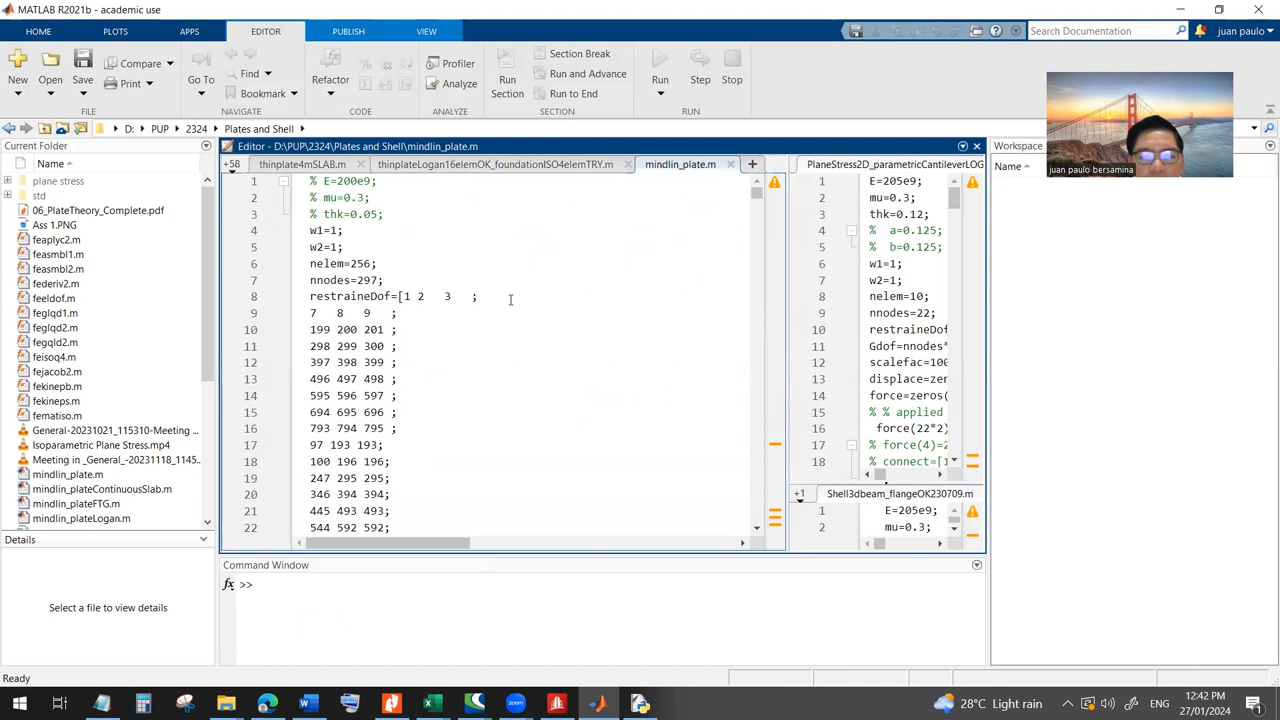 MATLAB R2021b - academic use
HOME
PLOTS
APPS
EDITOR
PUBLISH
VIEW
Search Documentation
juan paulo
New
Open
Save
Compare
Print
FILE
Go To
Find
Bookmark
NAVIGATE
Refactor
CODE
Profiler
Analyze
ANALYZE
Run
Section
Section Break
Run and Advance
Run to End
SECTION
Run
Step
Stop
RUN
D:
PUP
2324
Plates and Shell
juan paulo bersamina
Current Folder
Name
plane stress
std
06_PlateTheory_Complete.pdf
Ass 1.PNG
feaplyc2.m
feasmbl1.m
feasmbl2.m
federiv2.m
feeldof.m
feglqd1.m
feglqd2.m
fegqld2.m
feisoq4.m
fejacob2.m
fekinepb.m
fekineps.m
fematiso.m
General-20231021_115310-Meeting ...
Isoparametric Plane Stress.mp4
Meeting in _General_-20231118_1145...
mindlin_plate.m
mindlin_plateContinuousSlab.m
mindlin_plateFTG.m
mindlin_plateLogan.m
Details
Select a file to view details
Editor - D:\PUP\2324\Plates and Shell\mindlin_plate.m
+58
thinplate4mSLAB.m
thinplateLogan16elemOK_foundationISO4elemTRY.m
mindlin_plate.m
1 % E=200e9;
2 % mu=0.3;
3 % thk=0.05;
4 w1=1;
5 w2=1;
6 nelem=256;
7 nnodes=297;
8 restraineDof=[1 2 3 ;
9 7 8 9 ;
10 199 200 201 ;
11 298 299 300 ;
12 397 398 399 ;
13 496 497 498 ;
14 595 596 597 ;
15 694 695 696 ;
16 793 794 795 ;
17 97 193 193;
18 100 196 196;
19 247 295 295;
20 346 394 394;
21 445 493 493;
22 544 592 592;
PlaneStress2D_parametricCantileverLOG
1 E=205e9;
2 mu=0.3;
3 thk=0.12;
4 % a=0.125;
5 % b=0.125;
6 w1=1;
7 w2=1;
8 nelem=10;
9 nnodes=22;
10 restraineDof
11 Gdof=nnodes*
12 scalefac=100
13 displace=zer
14 force=zeros(
15 % % applied
16 force(22*2)
17 % force(4)=2
18 % connect=[1
+1
Shell3dbeam_flangeOK230709.m
1 E=205e9;
2 mu=0.3;
Workspace
Name
Command Window
fx >>
Ready
28°C Light rain
ENG
12:42 PM
27/01/2024